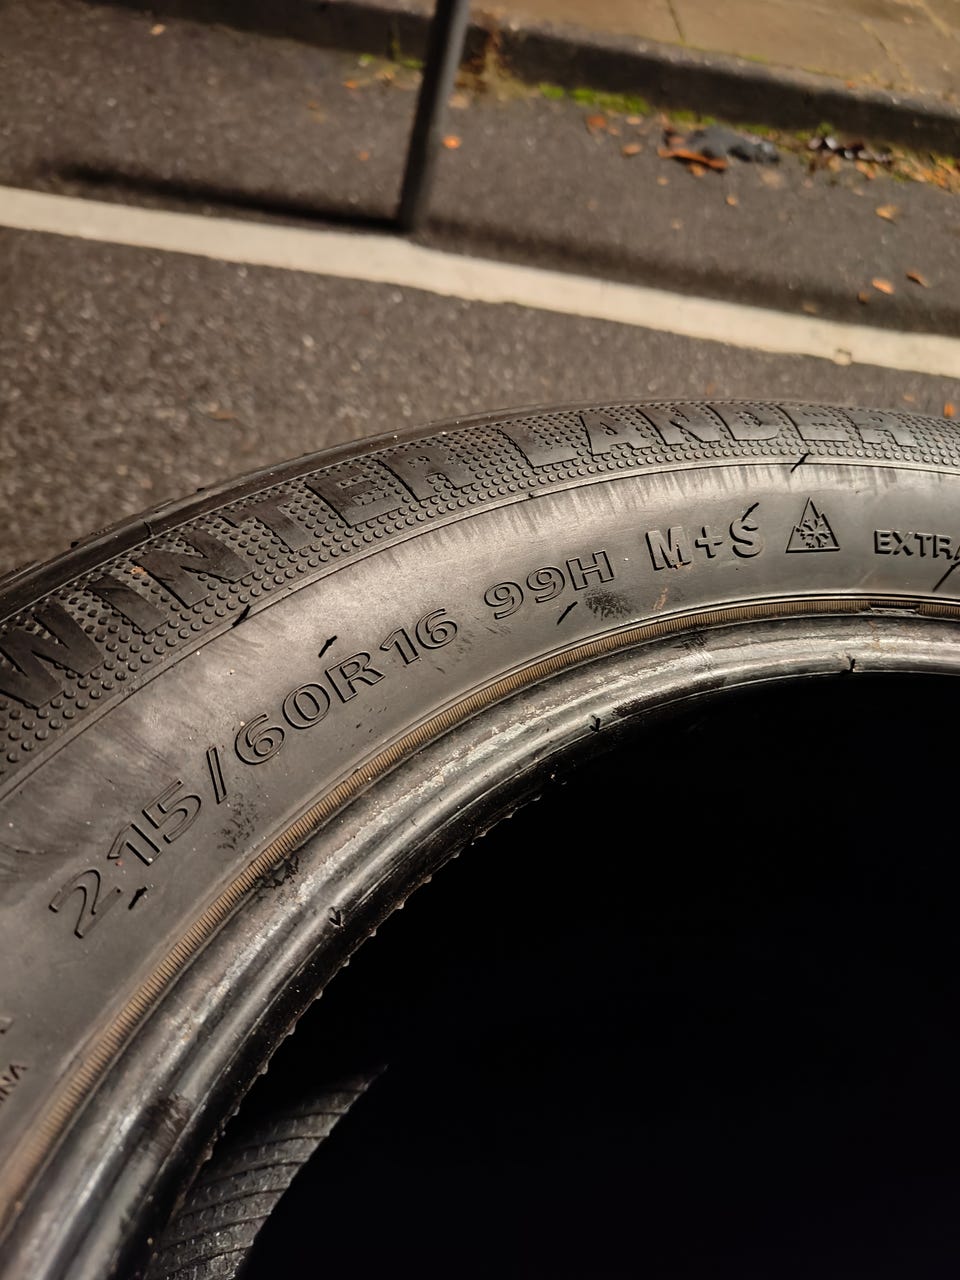 WINTER LANDER
215/60R16 99H M+S
EXTRA